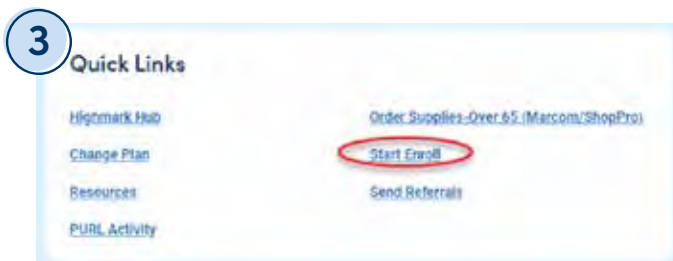 3
Quick Links
Highmark Hub
Order Supplies-Over 65 (Marcom/ShopPro)
Change Plan
Start Enroll
Resources
Send Referrals
PURL Activity